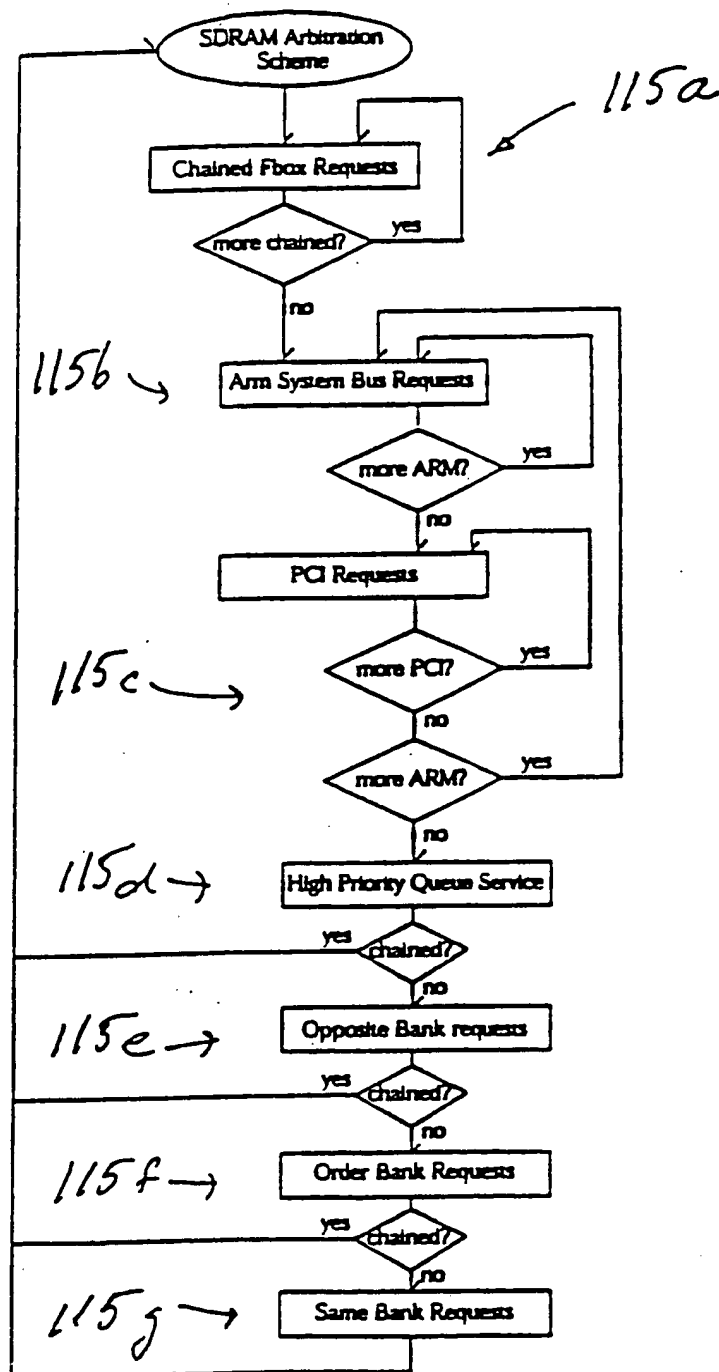 SDRAM Arbitration
Scheme
115a
Chained Fbox Requests
more chained?
yes
no
115b
Arm System Bus Requests
more ARM?
yes
no
PCI Requests
115c
more PCI?
yes
no
more ARM?
yes
no
115d
High Priority Queue Service
yes
chained?
no
115e
Opposite Bank requests
yes
chained?
no
115f
Order Bank Requests
yes
chained?
no
115g
Same Bank Requests